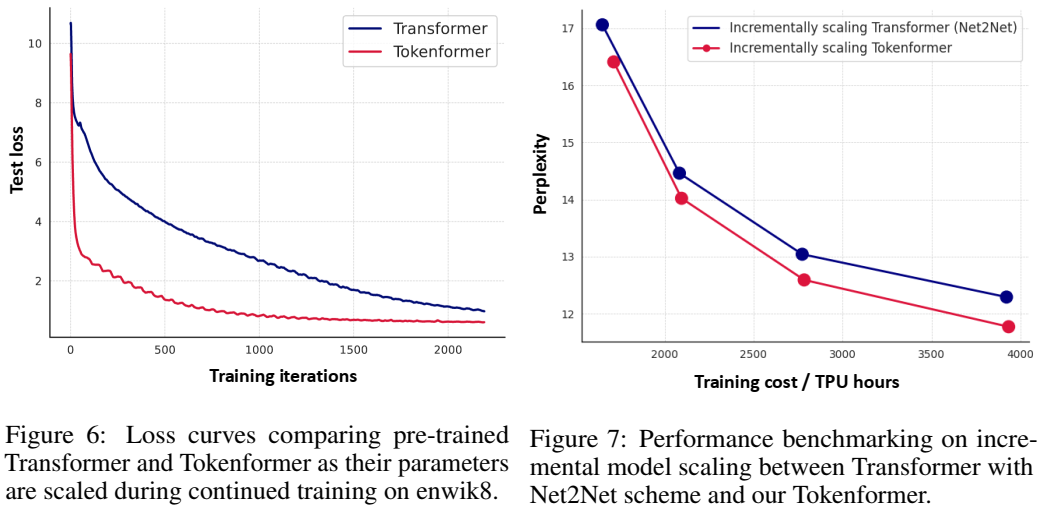 10
8
6
4
2
Test loss
Transformer
Tokenformer
0
500
1000
1500
2000
Training iterations
17
16
15
14
13
12
Perplexity
Incrementally scaling Transformer (Net2Net)
Incrementally scaling Tokenformer
2000
2500
3000
3500
4000
Training cost / TPU hours
Figure 6: Loss curves comparing pre-trained
Transformer and Tokenformer as their parameters
are scaled during continued training on enwik8.
Figure 7: Performance benchmarking on incre-
mental model scaling between Transformer with
Net2Net scheme and our Tokenformer.